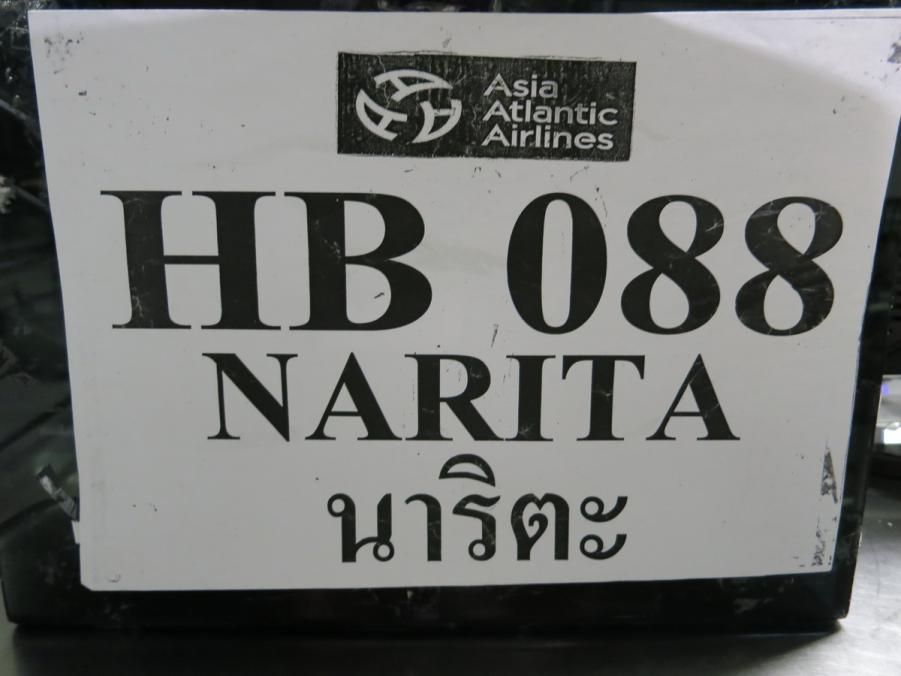 Asia
Atlantic
Airlines
HB 088
NARITA
นาริตะ